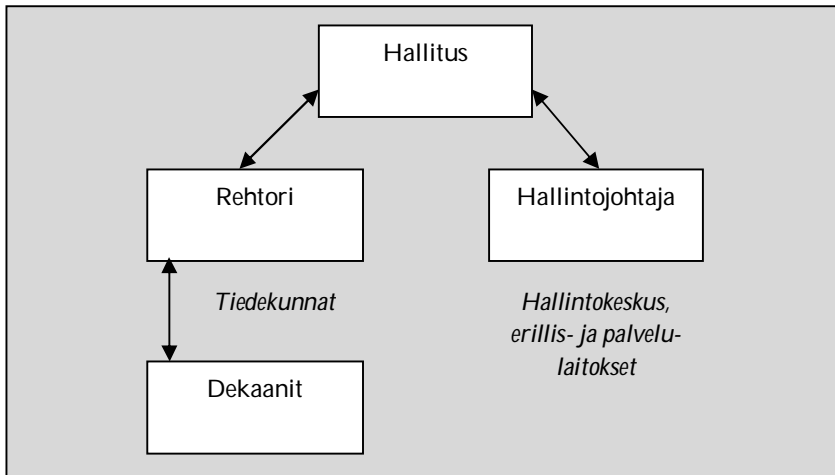 Hallitus
Rehtori
Hallintojohtaja
Tiedekunnat
Hallintokeskus,
erillis- ja palvelu-
laitokset
Dekaanit